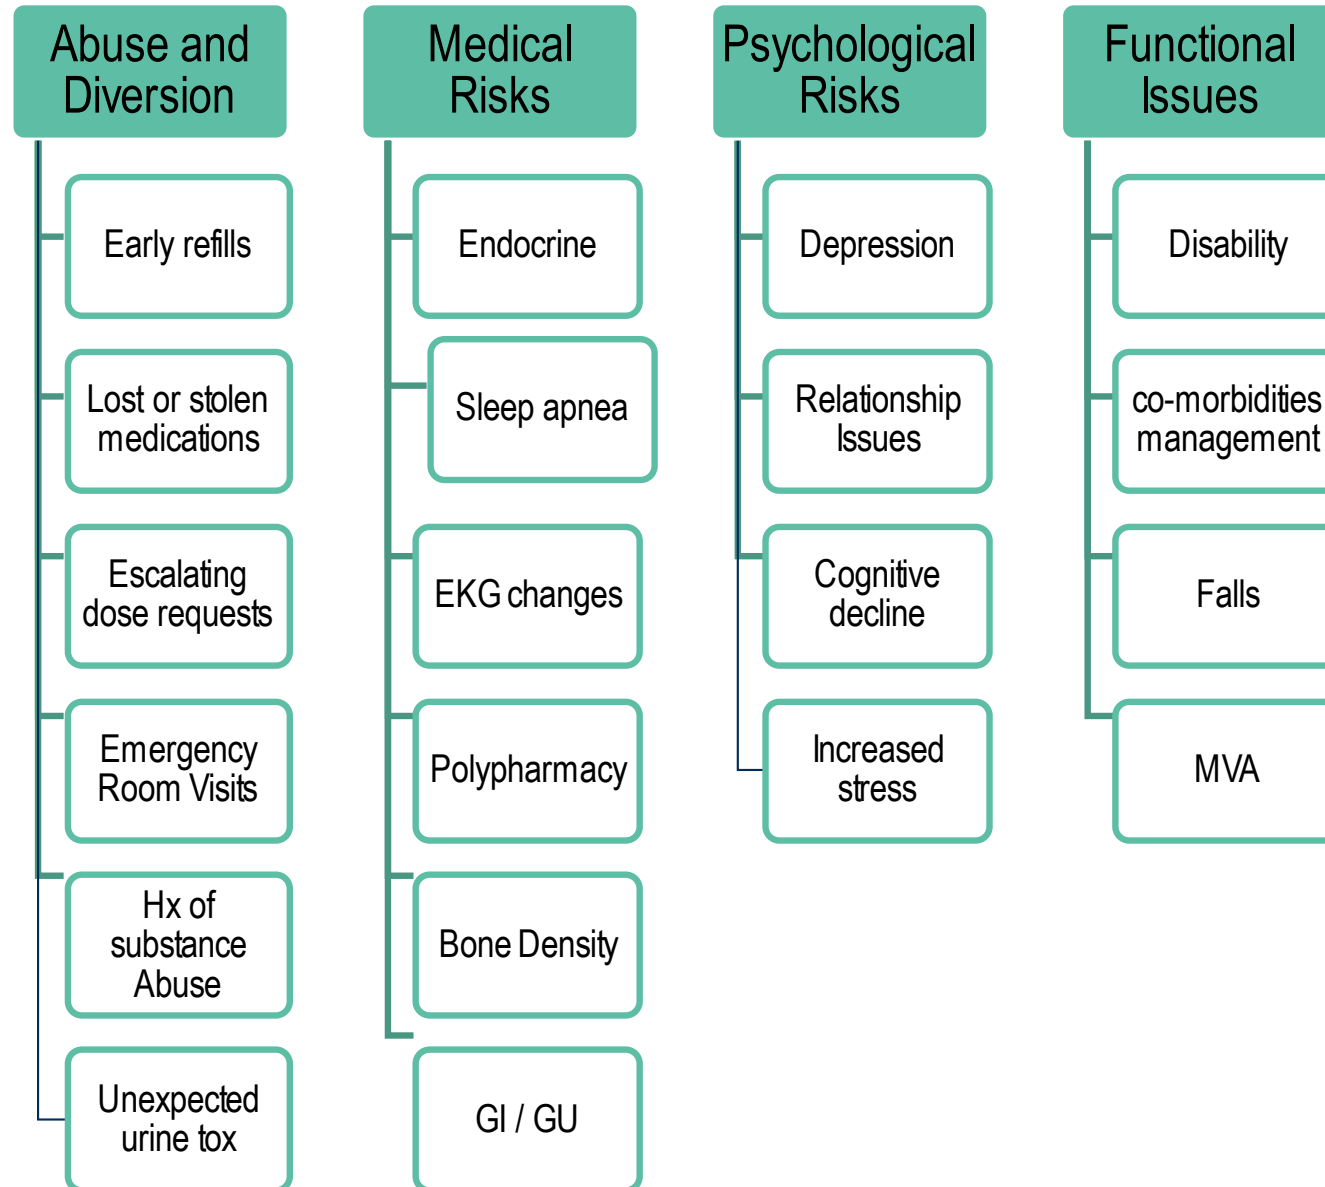 Abuse and
Diversion
Early refills
Lost or stolen
medications
Escalating
dose requests
Emergency
Room Visits
Hx of
substance
Abuse
Unexpected
urine tox
Medical
Risks
Endocrine
Sleep apnea
EKG changes
Polypharmacy
Bone Density
GI / GU
Psychological
Risks
Depression
Relationship
Issues
Cognitive
decline
Increased
stress
Functional
Issues
Disability
co-morbidities
management
Falls
MVA